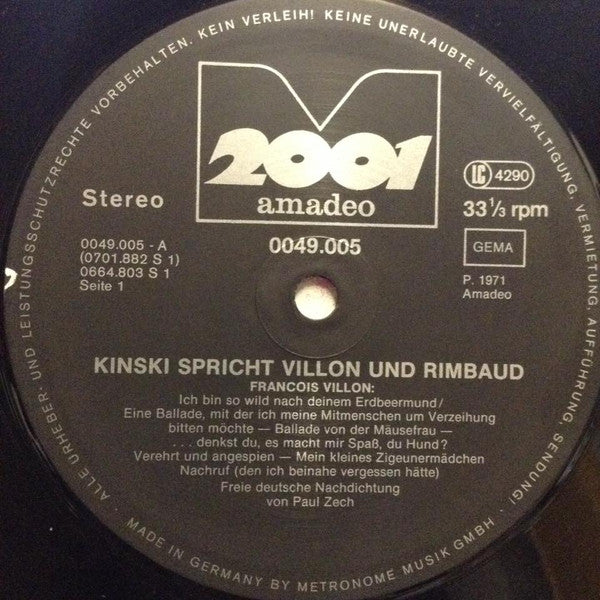 ALLE URHEBER- UND LEISTUNGSSCHUTZRECHTE VORBEHALTEN. KEIN VERLEIH! KEINE UNERLAUBTE VERVIELFÄLTIGUNG, VERMIETUNG, AUFFÜHRUNG, SENDUNG!
M
2001
amadeo
Stereo
LC 4290
33 ⅓ rpm
0049.005
GEMA
0049.005 - A
(0701.882 S 1)
0664.803 S 1
Seite 1
P. 1971
Amadeo
KINSKI SPRICHT VILLON UND RIMBAUD
FRANCOIS VILLON:
Ich bin so wild nach deinem Erdbeermund/
Eine Ballade, mit der ich meine Mitmenschen um Verzeihung
bitten möchte — Ballade von der Mäusefrau —
. . . denkst du, es macht mir Spaß, du Hund?
Verehrt und angespien — Mein kleines Zigeunermädchen
Nachruf (den ich beinahe vergessen hätte)
Freie deutsche Nachdichtung
von Paul Zech
· MADE IN GERMANY BY METRONOME MUSIK GMBH ·